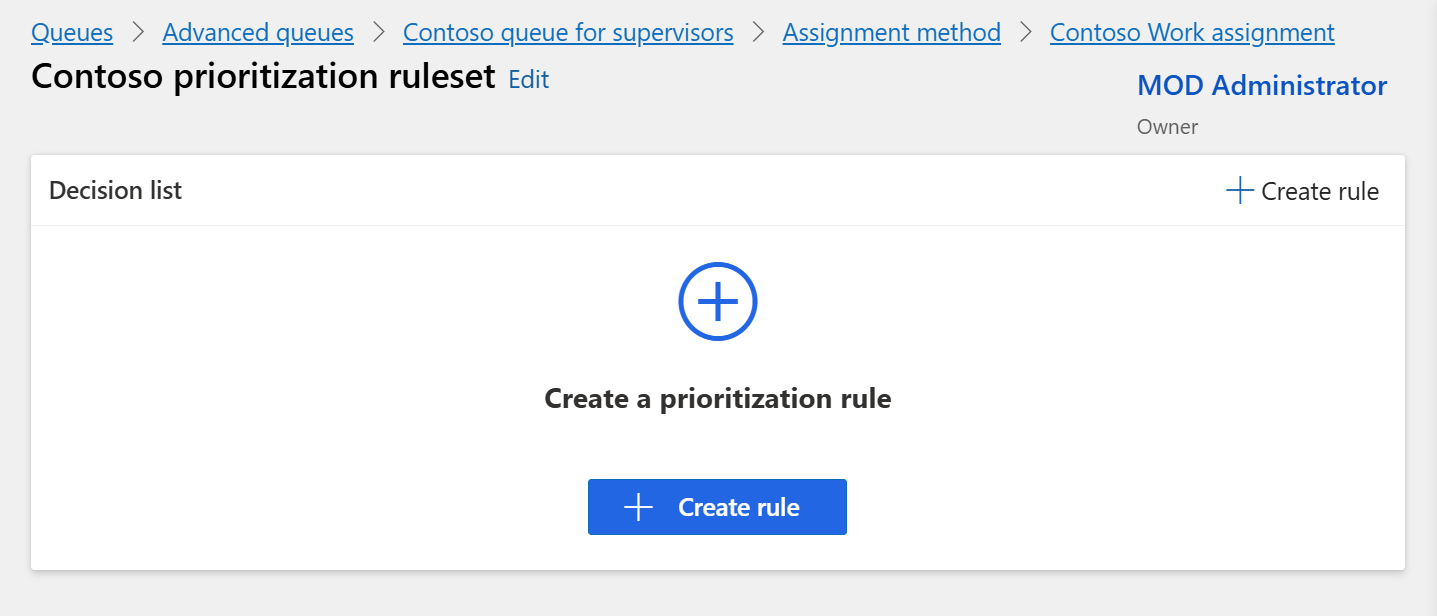 Queues > Advanced queues > Contoso queue for supervisors > Assignment method > Contoso Work assignment
Contoso prioritization ruleset Edit
MOD Administrator
Owner
Decision list
Create rule
Create a prioritization rule
Create rule